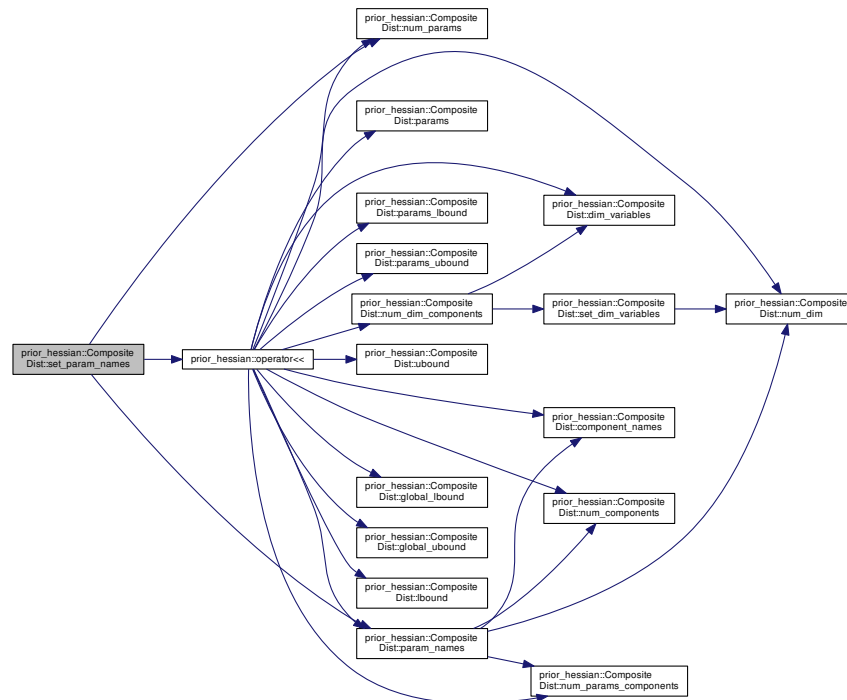 prior_hessian::Composite
Dist::num_params
prior_hessian::Composite
Dist::params
prior_hessian::Composite
Dist::params_lbound
prior_hessian::Composite
Dist::dim_variables
prior_hessian::Composite
Dist::params_ubound
prior_hessian::Composite
Dist::num_dim_components
prior_hessian::Composite
Dist::set_dim_variables
prior_hessian::Composite
Dist::num_dim
prior_hessian::Composite
Dist::set_param_names
prior_hessian::operator<<
prior_hessian::Composite
Dist::ubound
prior_hessian::Composite
Dist::component_names
prior_hessian::Composite
Dist::global_lbound
prior_hessian::Composite
Dist::num_components
prior_hessian::Composite
Dist::global_ubound
prior_hessian::Composite
Dist::lbound
prior_hessian::Composite
Dist::param_names
prior_hessian::Composite
Dist::num_params_components